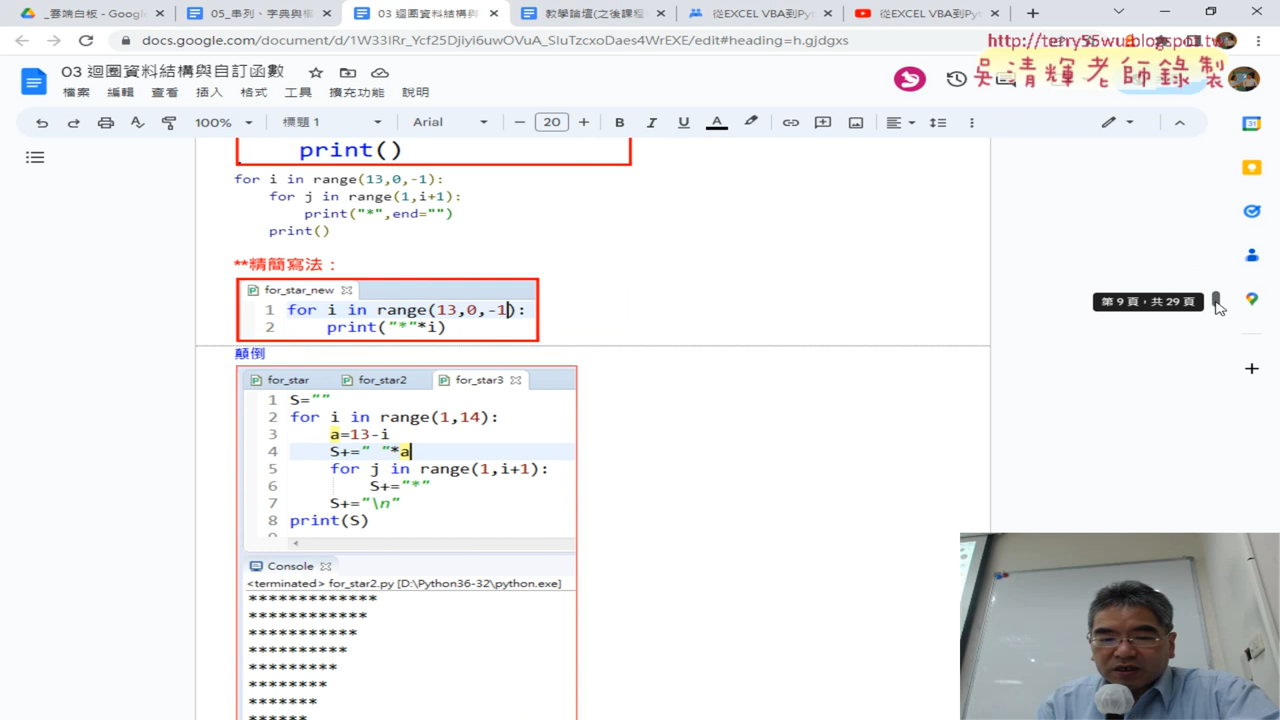 _雲端白板 - Goog
05_串列、字典與
03 迴圈資料結構與
教學論壇(之後課程
從EXCEL VBA到Py
從EXCEL VBA到Py
docs.google.com/document/d/1W33IRr_Ycf25Djiyi6uwOVuA_SIuTzcxoDaes4WrEXE/edit#heading=h.gjdgxs
http://terry55wu.blogspot.tw
吳清輝老師錄製
03 迴圈資料結構與自訂函數
檔案 編輯 查看 插入 格式 工具 擴充功能 說明
100% 標題 1 Arial 20 B I U A
31
print()
for i in range(13,0,-1):
for j in range(1,i+1):
print("*",end="")
print()
**精簡寫法：
for_star_new
1 for i in range(13,0,-1):
2 print("*"*i)
第 9 頁，共 29 頁
顛倒
for_star for_star2 for_star3
1 S=""
2 for i in range(1,14):
3 a=13-i
4 S+=" "*a
5 for j in range(1,i+1):
6 S+="*"
7 S+="\n"
8 print(S)
Console
<terminated> for_star2.py [D:\Python36-32\python.exe]
*************
************
***********
**********
*********
********
*******
******